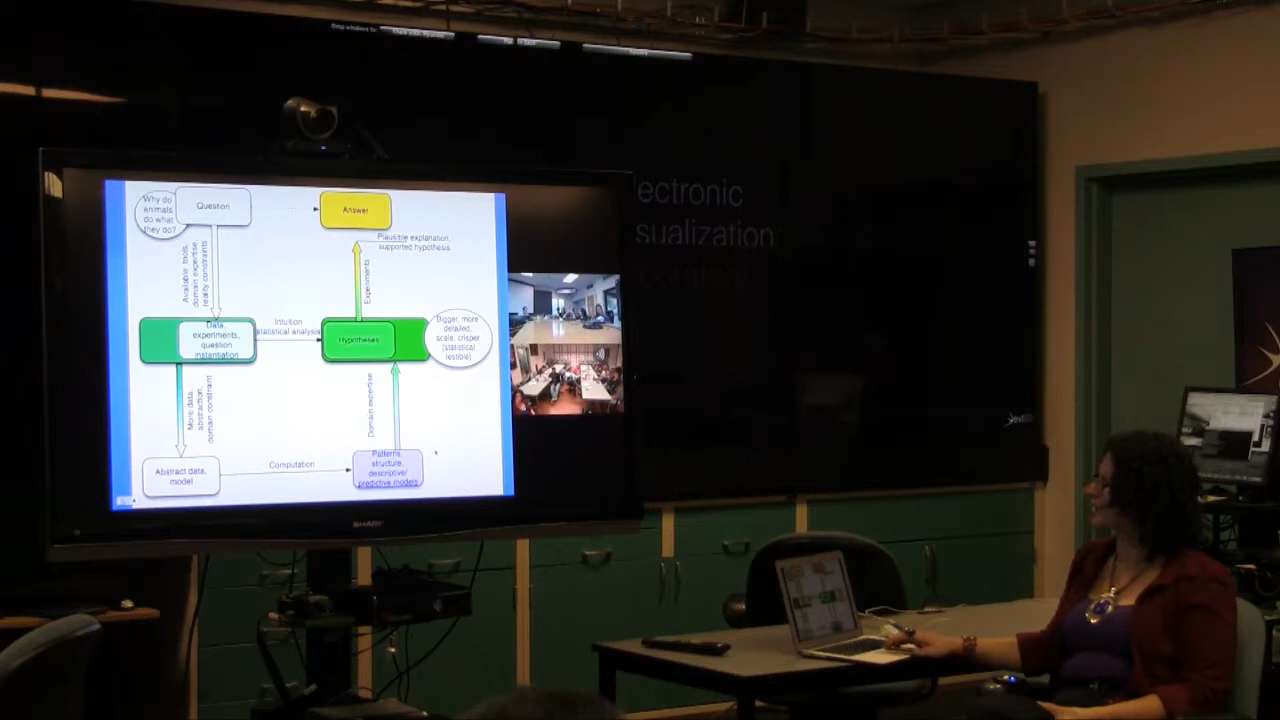 ectronic
sualization
Why do
animals
do what
they do?
Question
Answer
Plausible explanation,
supported hypothesis
Available tools,
domain expertise,
reality constraints
Experiments
Data,
experiments,
question
instantiation
Intuition
statistical analysis
Hypotheses
Bigger, more
detailed,
scale, crisper
(statistical
testible)
More data,
abstraction,
domain constraint
Domain expertise
Abstract data,
model
Computation
Patterns,
structure,
descriptive/
predictive models
SHARP